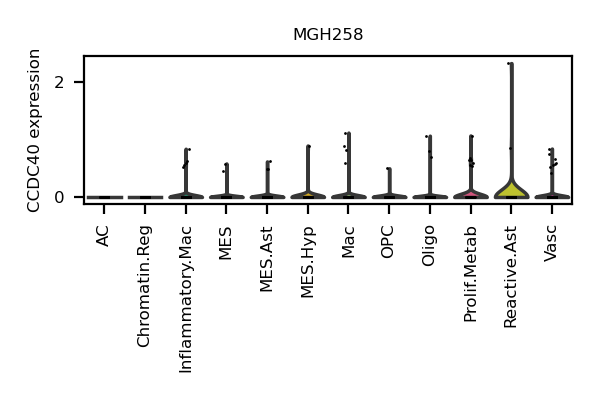 MGH258
CCDC40 expression
2
0
AC
Chromatin.Reg
Inflammatory.Mac
MES
MES.Ast
MES.Hyp
Mac
OPC
Oligo
Prolif.Metab
Reactive.Ast
Vasc